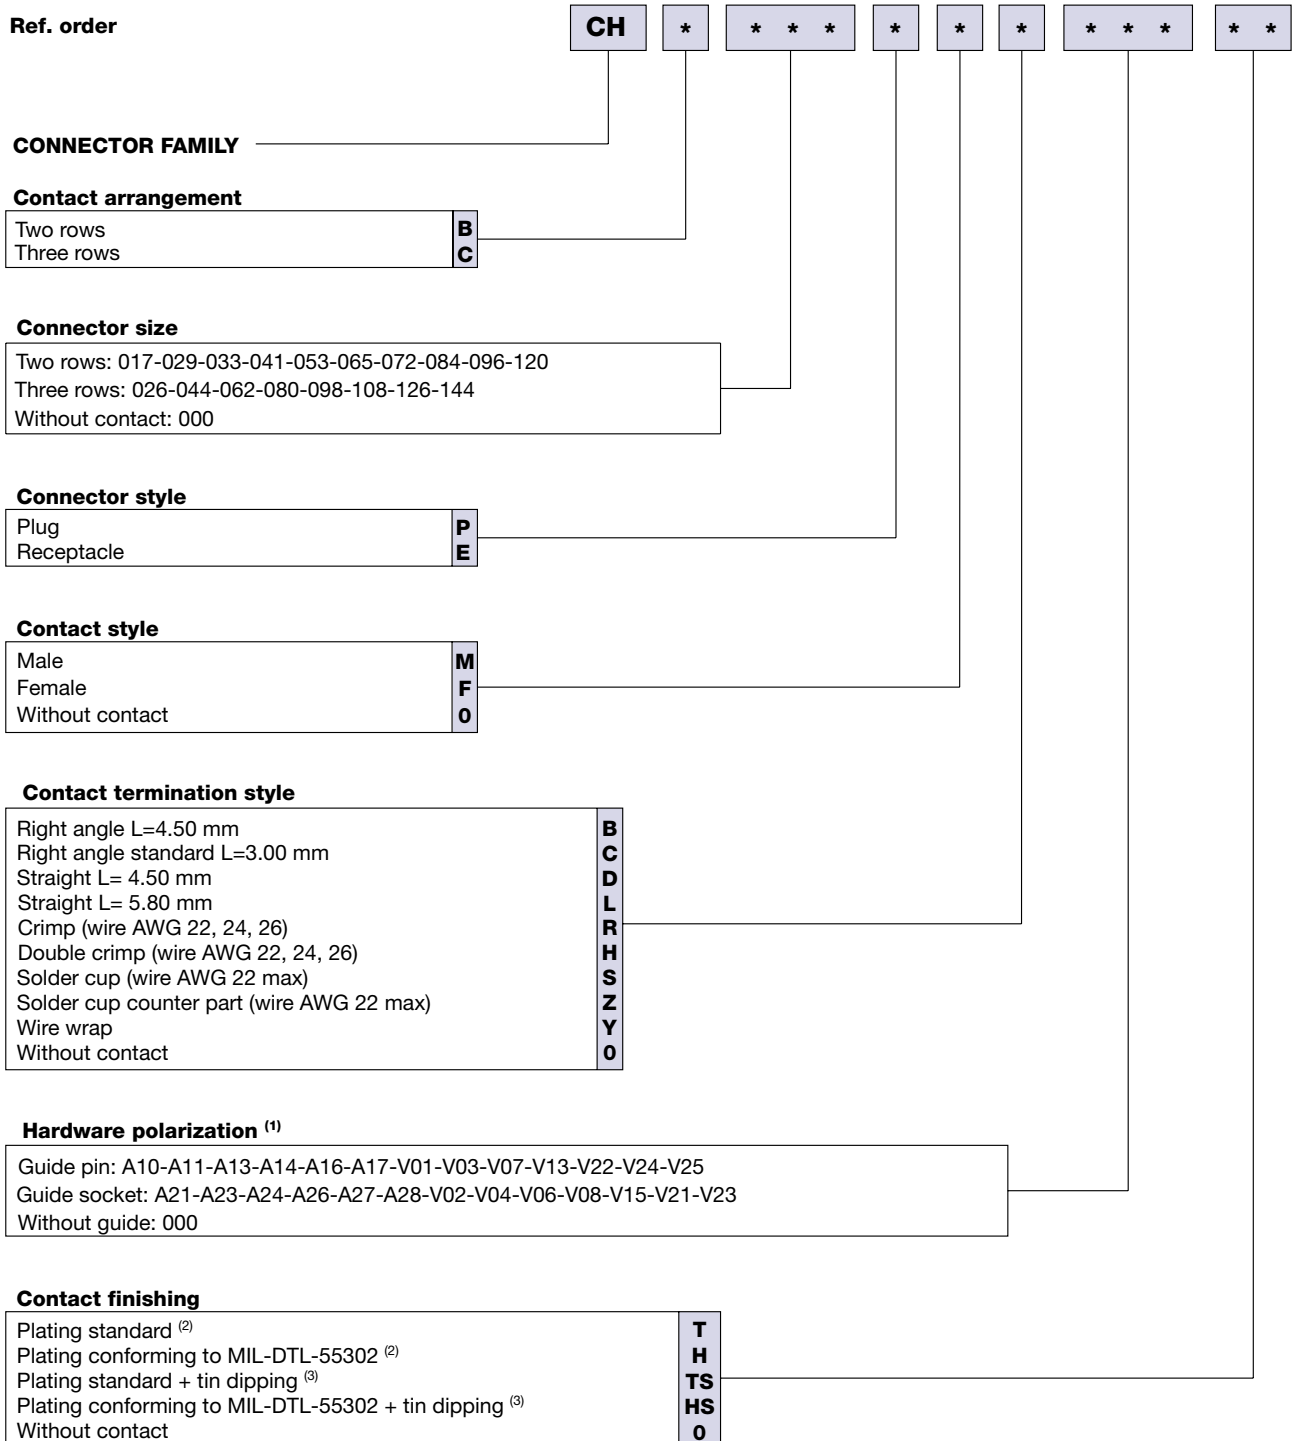 Ref. order CH * * * * * * * * * * * *
CONNECTOR FAMILY
Contact arrangement
Two rows B
Three rows C
Connector size
Two rows: 017-029-033-041-053-065-072-084-096-120
Three rows: 026-044-062-080-098-108-126-144
Without contact: 000
Connector style
Plug P
Receptacle E
Contact style
Male M
Female F
Without contact 0
Contact termination style
Right angle L=4.50 mm B
Right angle standard L=3.00 mm C
Straight L= 4.50 mm D
Straight L= 5.80 mm L
Crimp (wire AWG 22, 24, 26) R
Double crimp (wire AWG 22, 24, 26) H
Solder cup (wire AWG 22 max) S
Solder cup counter part (wire AWG 22 max) Z
Wire wrap Y
Without contact 0
Hardware polarization (1)
Guide pin: A10-A11-A13-A14-A16-A17-V01-V03-V07-V13-V22-V24-V25
Guide socket: A21-A23-A24-A26-A27-A28-V02-V04-V06-V08-V15-V21-V23
Without guide: 000
Contact finishing
Plating standard (2) T
Plating conforming to MIL-DTL-55302 (2) H
Plating standard + tin dipping (3) TS
Plating conforming to MIL-DTL-55302 + tin dipping (3) HS
Without contact 0